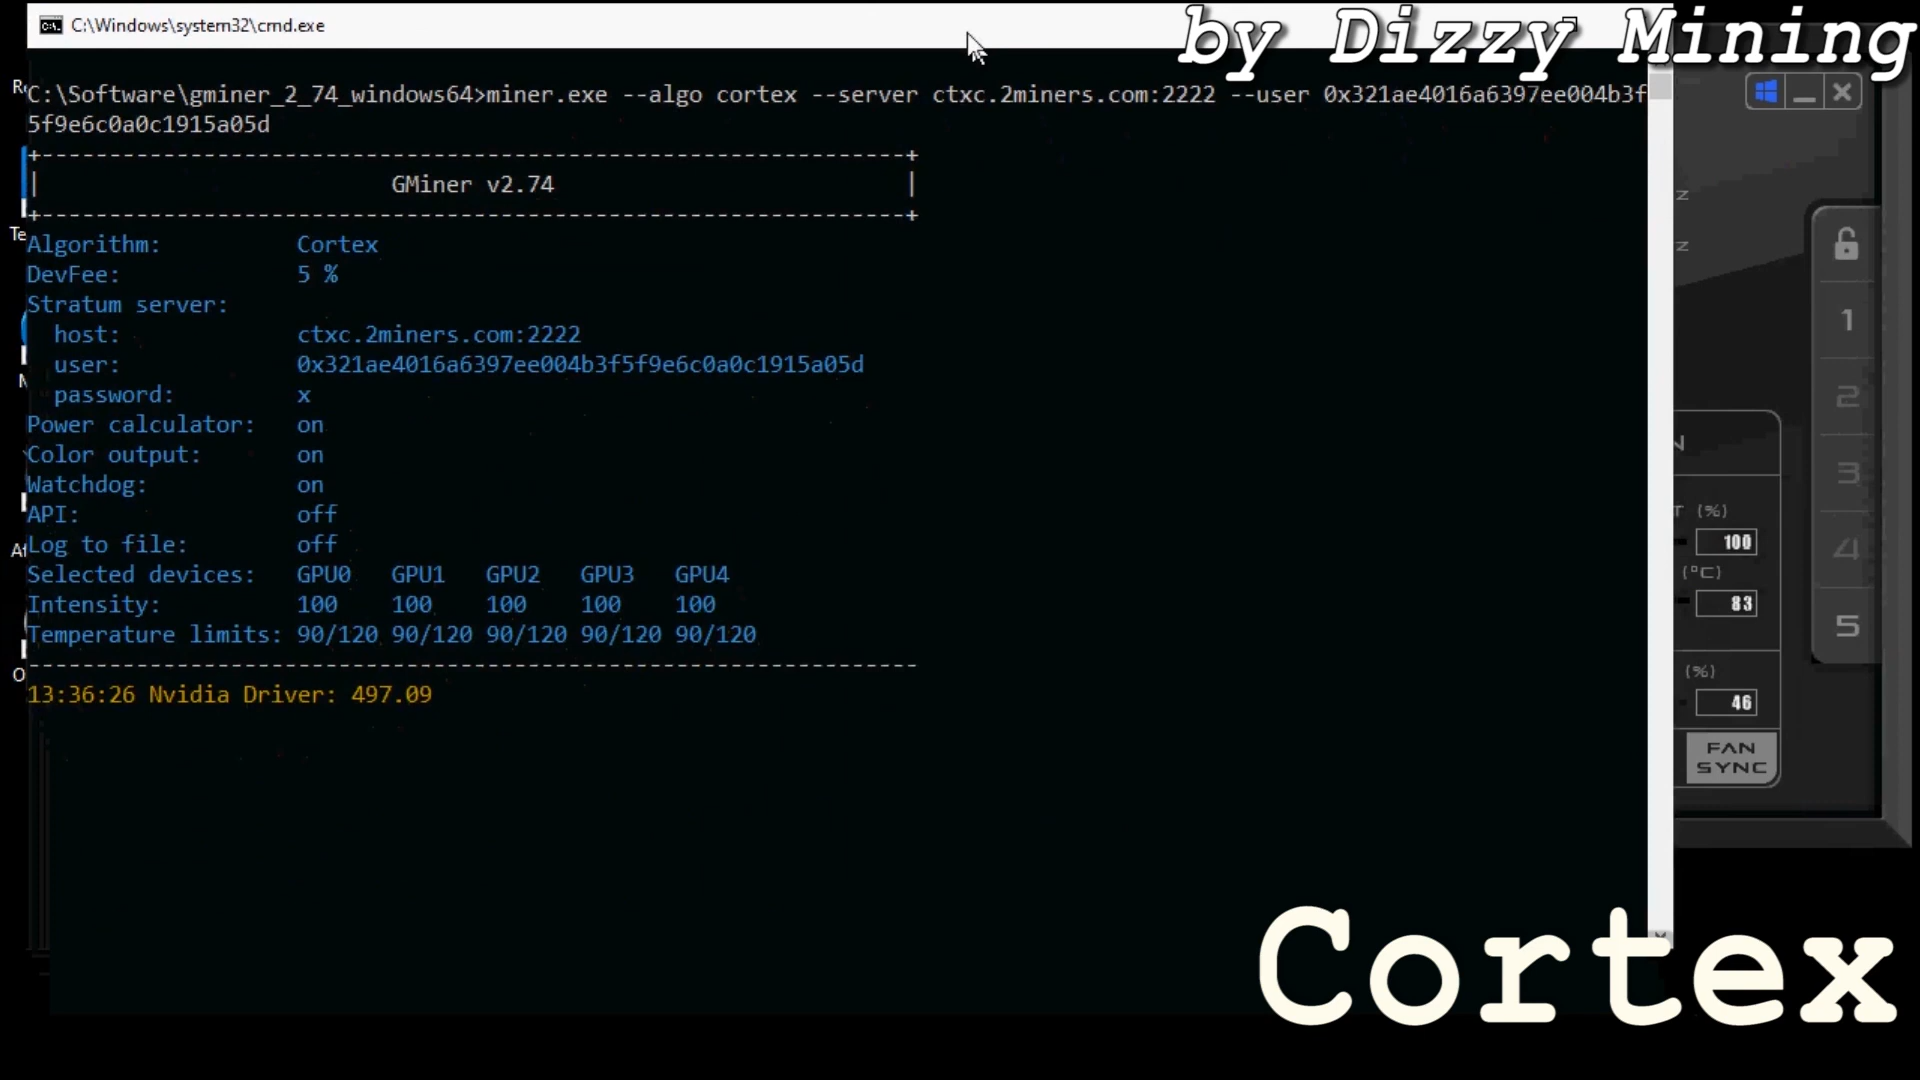 C:\Windows\system32\cmd.exe
by Dizzy Mining
C:\Software\gminer_2_74_windows64>miner.exe --algo cortex --server ctxc.2miners.com:2222 --user 0x321ae4016a6397ee004b3f
5f9e6c0a0c1915a05d
+-----------------------------------------------------------------+
| GMiner v2.74 |
+-----------------------------------------------------------------+
Algorithm: Cortex
DevFee: 5 %
Stratum server:
host: ctxc.2miners.com:2222
user: 0x321ae4016a6397ee004b3f5f9e6c0a0c1915a05d
password: x
Power calculator: on
Color output: on
Watchdog: on
API: off
Log to file: off
Selected devices: GPU0 GPU1 GPU2 GPU3 GPU4
Intensity: 100 100 100 100 100
Temperature limits: 90/120 90/120 90/120 90/120 90/120
------------------------------------------------------------------
13:36:26 Nvidia Driver: 497.09
1
2
3
4
5
(%)
100
(°C)
83
(%)
46
FAN
SYNC
Cortex